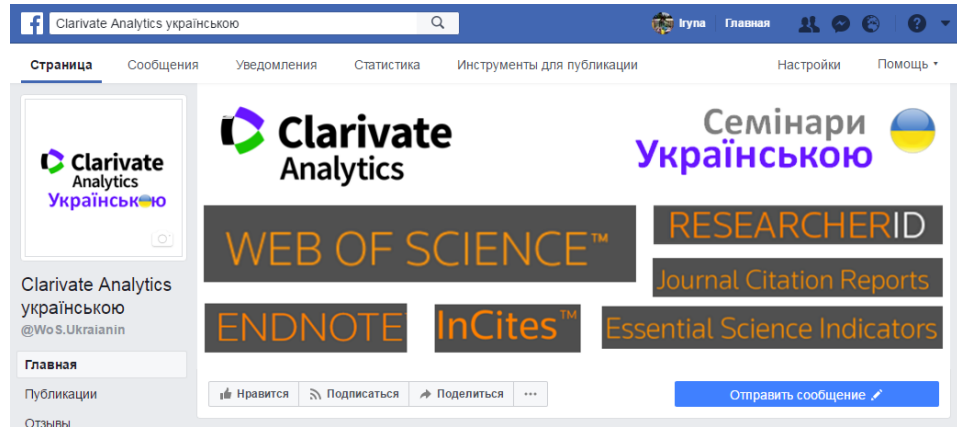 Clarivate Analytics українською
Iryna Главная
Страница Сообщения Уведомления Статистика Инструменты для публикации Настройки Помощь
Clarivate
Analytics
Українською
Clarivate Analytics
українською
@WoS.Ukraianin
Главная
Публикации
Отзывы
Clarivate
Analytics
Семінари
Українською
WEB OF SCIENCE™
RESEARCHERID
Journal Citation Reports
ENDNOTE
InCites™
Essential Science Indicators
Нравится Подписаться Поделиться ...
Отправить сообщение